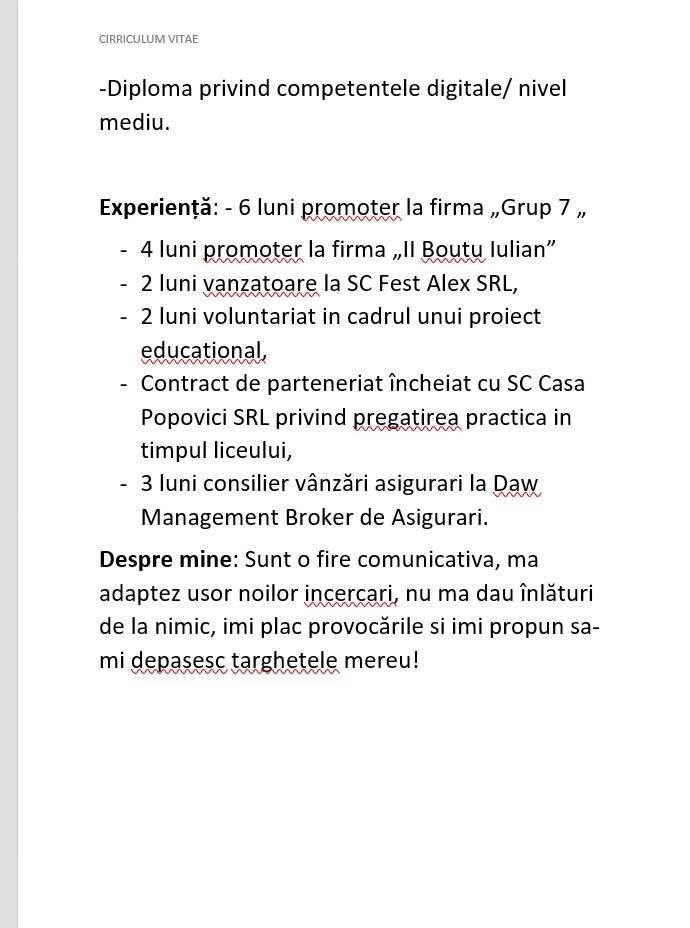 CIRRICULUM VITAE
-Diploma privind competentele digitale/ nivel
mediu.
Experiență: - 6 luni promoter la firma „Grup 7 „
- 4 luni promoter la firma „II Boutu Iulian”
- 2 luni vanzatoare la SC Fest Alex SRL,
- 2 luni voluntariat in cadrul unui proiect
educational,
- Contract de parteneriat încheiat cu SC Casa
Popovici SRL privind pregatirea practica in
timpul liceului,
- 3 luni consilier vânzări asigurari la Daw
Management Broker de Asigurari.
Despre mine: Sunt o fire comunicativa, ma
adaptez usor noilor incercari, nu ma dau înlături
de la nimic, imi plac provocările si imi propun sa-
mi depasesc targhetele mereu!